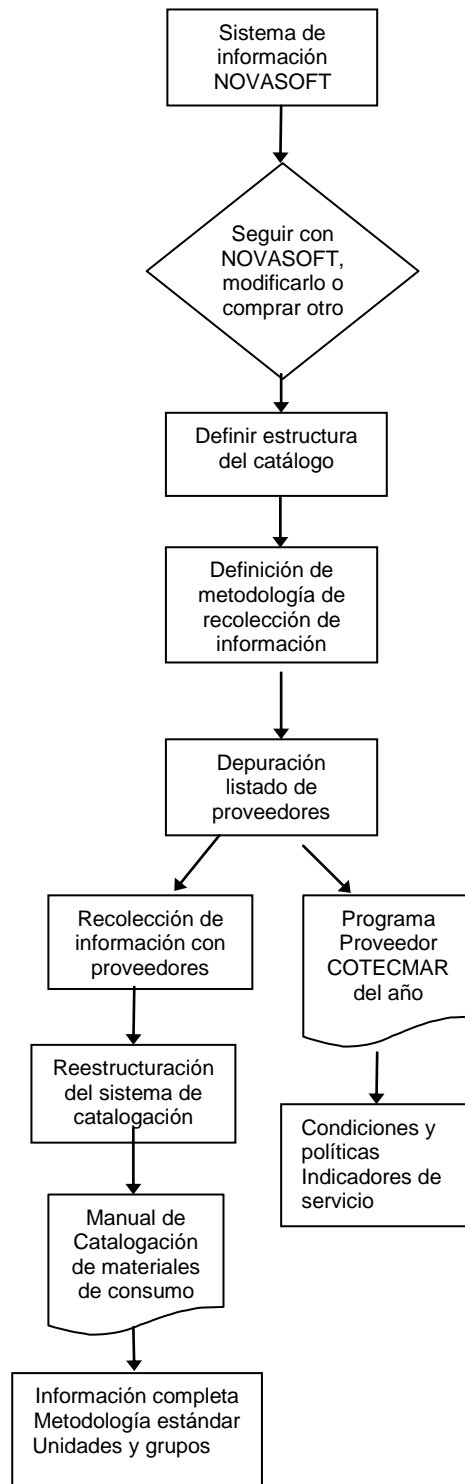 Sistema de
información
NOVASOFT
Seguir con
NOVASOFT,
modificarlo o
comprar otro
Definir estructura
del catálogo
Definición de
metodología de
recolección de
información
Depuración
listado de
proveedores
Recolección de
información con
proveedores
Programa
Proveedor
COTECMAR
del año
Reestructuración
del sistema de
catalogación
Condiciones y
políticas
Indicadores de
servicio
Manual de
Catalogación
de materiales
de consumo
Información completa
Metodología estándar
Unidades y grupos